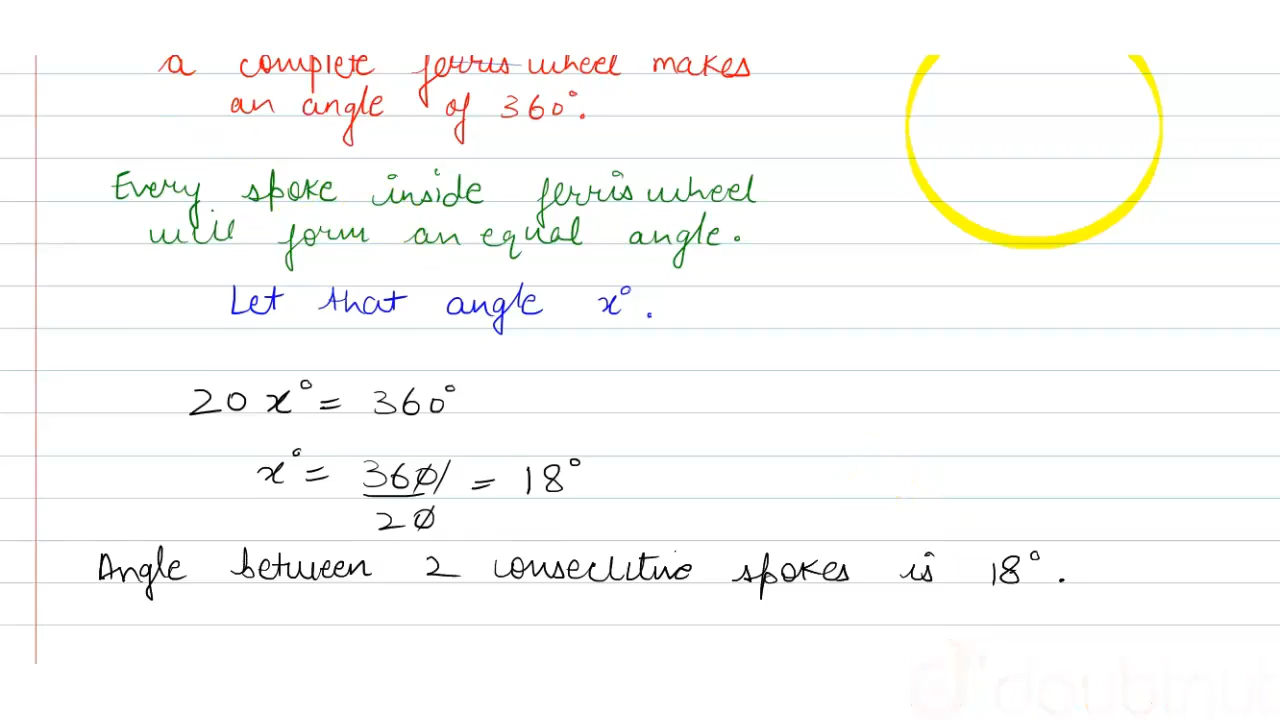 a complete ferris wheel makes
an angle of 360°.
Every spoke inside ferris wheel
will form an equal angle.
Let that angle x°.
20 x° = 360°
x° = 360/20 = 18°
Angle between 2 consecutive spokes is 18°.
doubtnut